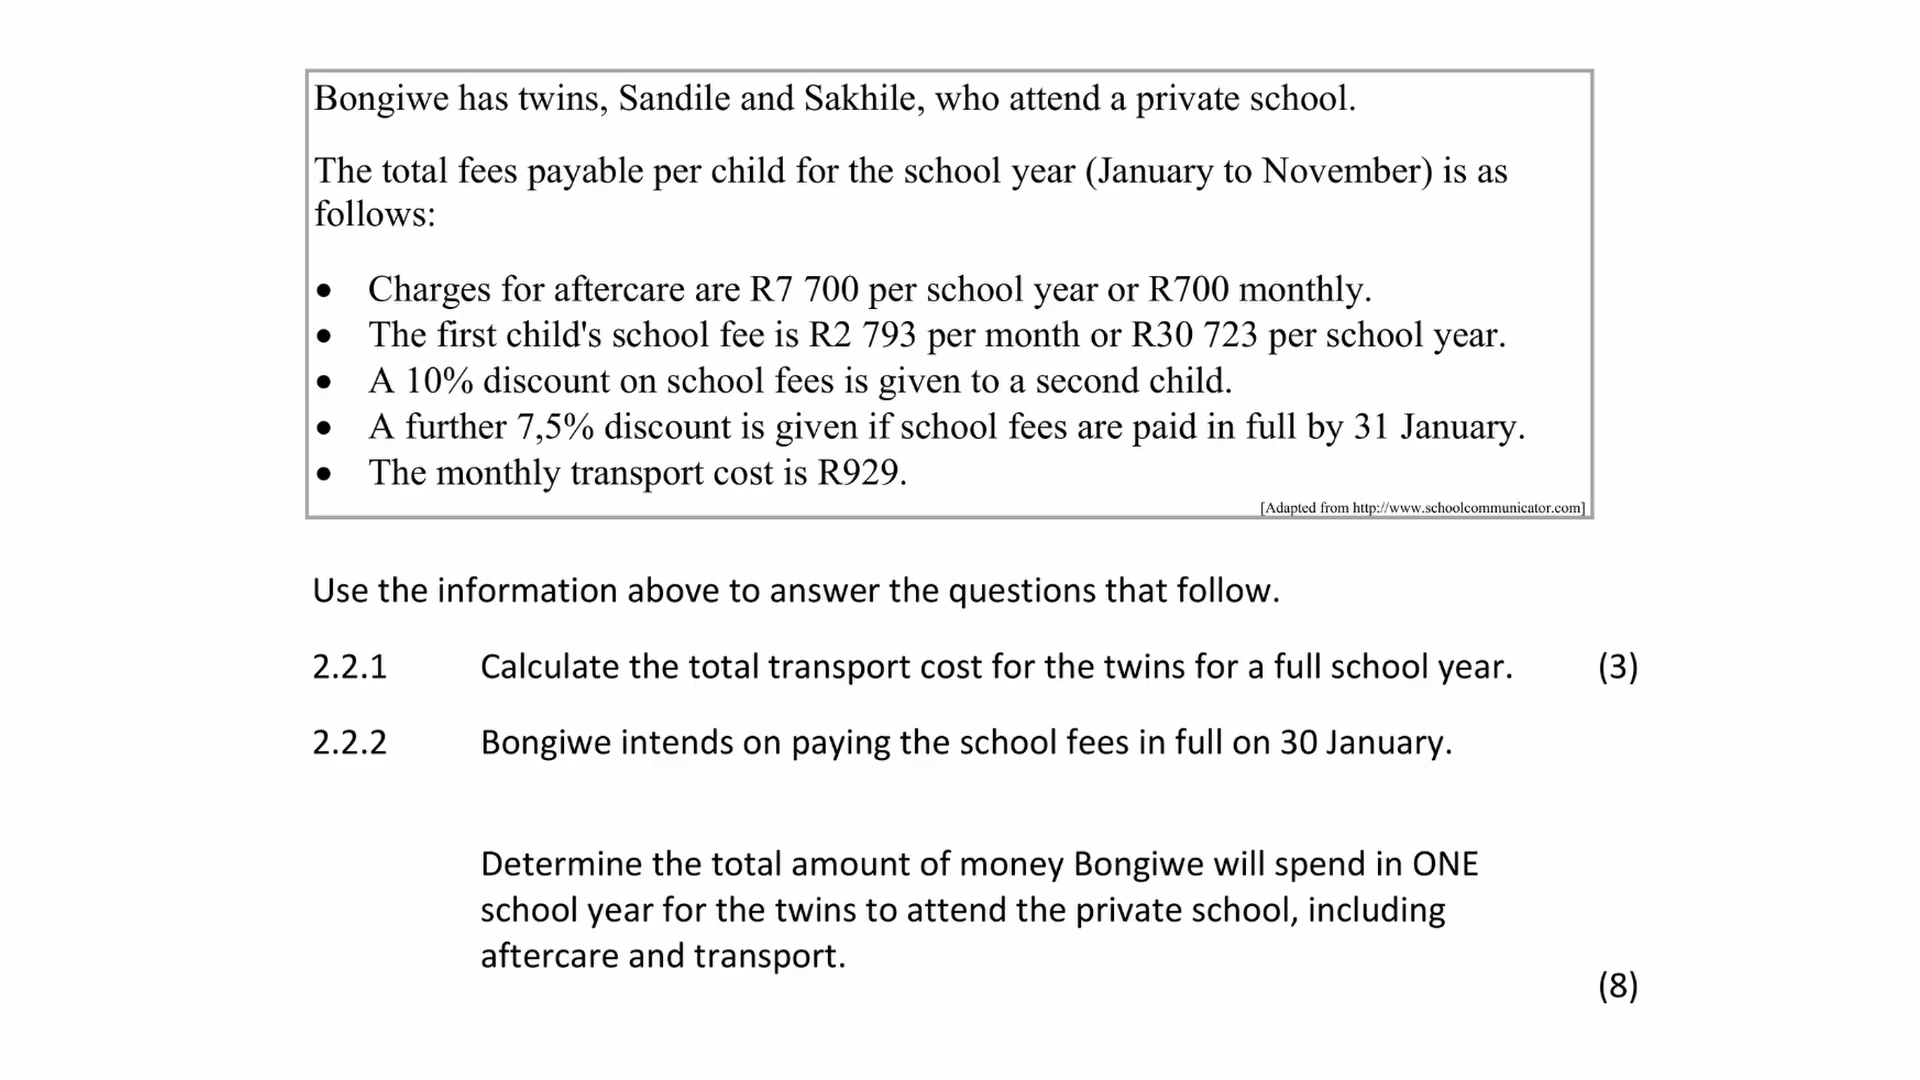 Bongiwe has twins, Sandile and Sakhile, who attend a private school.
The total fees payable per child for the school year (January to November) is as
follows:
• Charges for aftercare are R7 700 per school year or R700 monthly.
• The first child's school fee is R2 793 per month or R30 723 per school year.
• A 10% discount on school fees is given to a second child.
• A further 7,5% discount is given if school fees are paid in full by 31 January.
• The monthly transport cost is R929.
[Adapted from http://www.schoolcommunicator.com]
Use the information above to answer the questions that follow.
2.2.1 Calculate the total transport cost for the twins for a full school year. (3)
2.2.2 Bongiwe intends on paying the school fees in full on 30 January.
Determine the total amount of money Bongiwe will spend in ONE
school year for the twins to attend the private school, including
aftercare and transport.
(8)